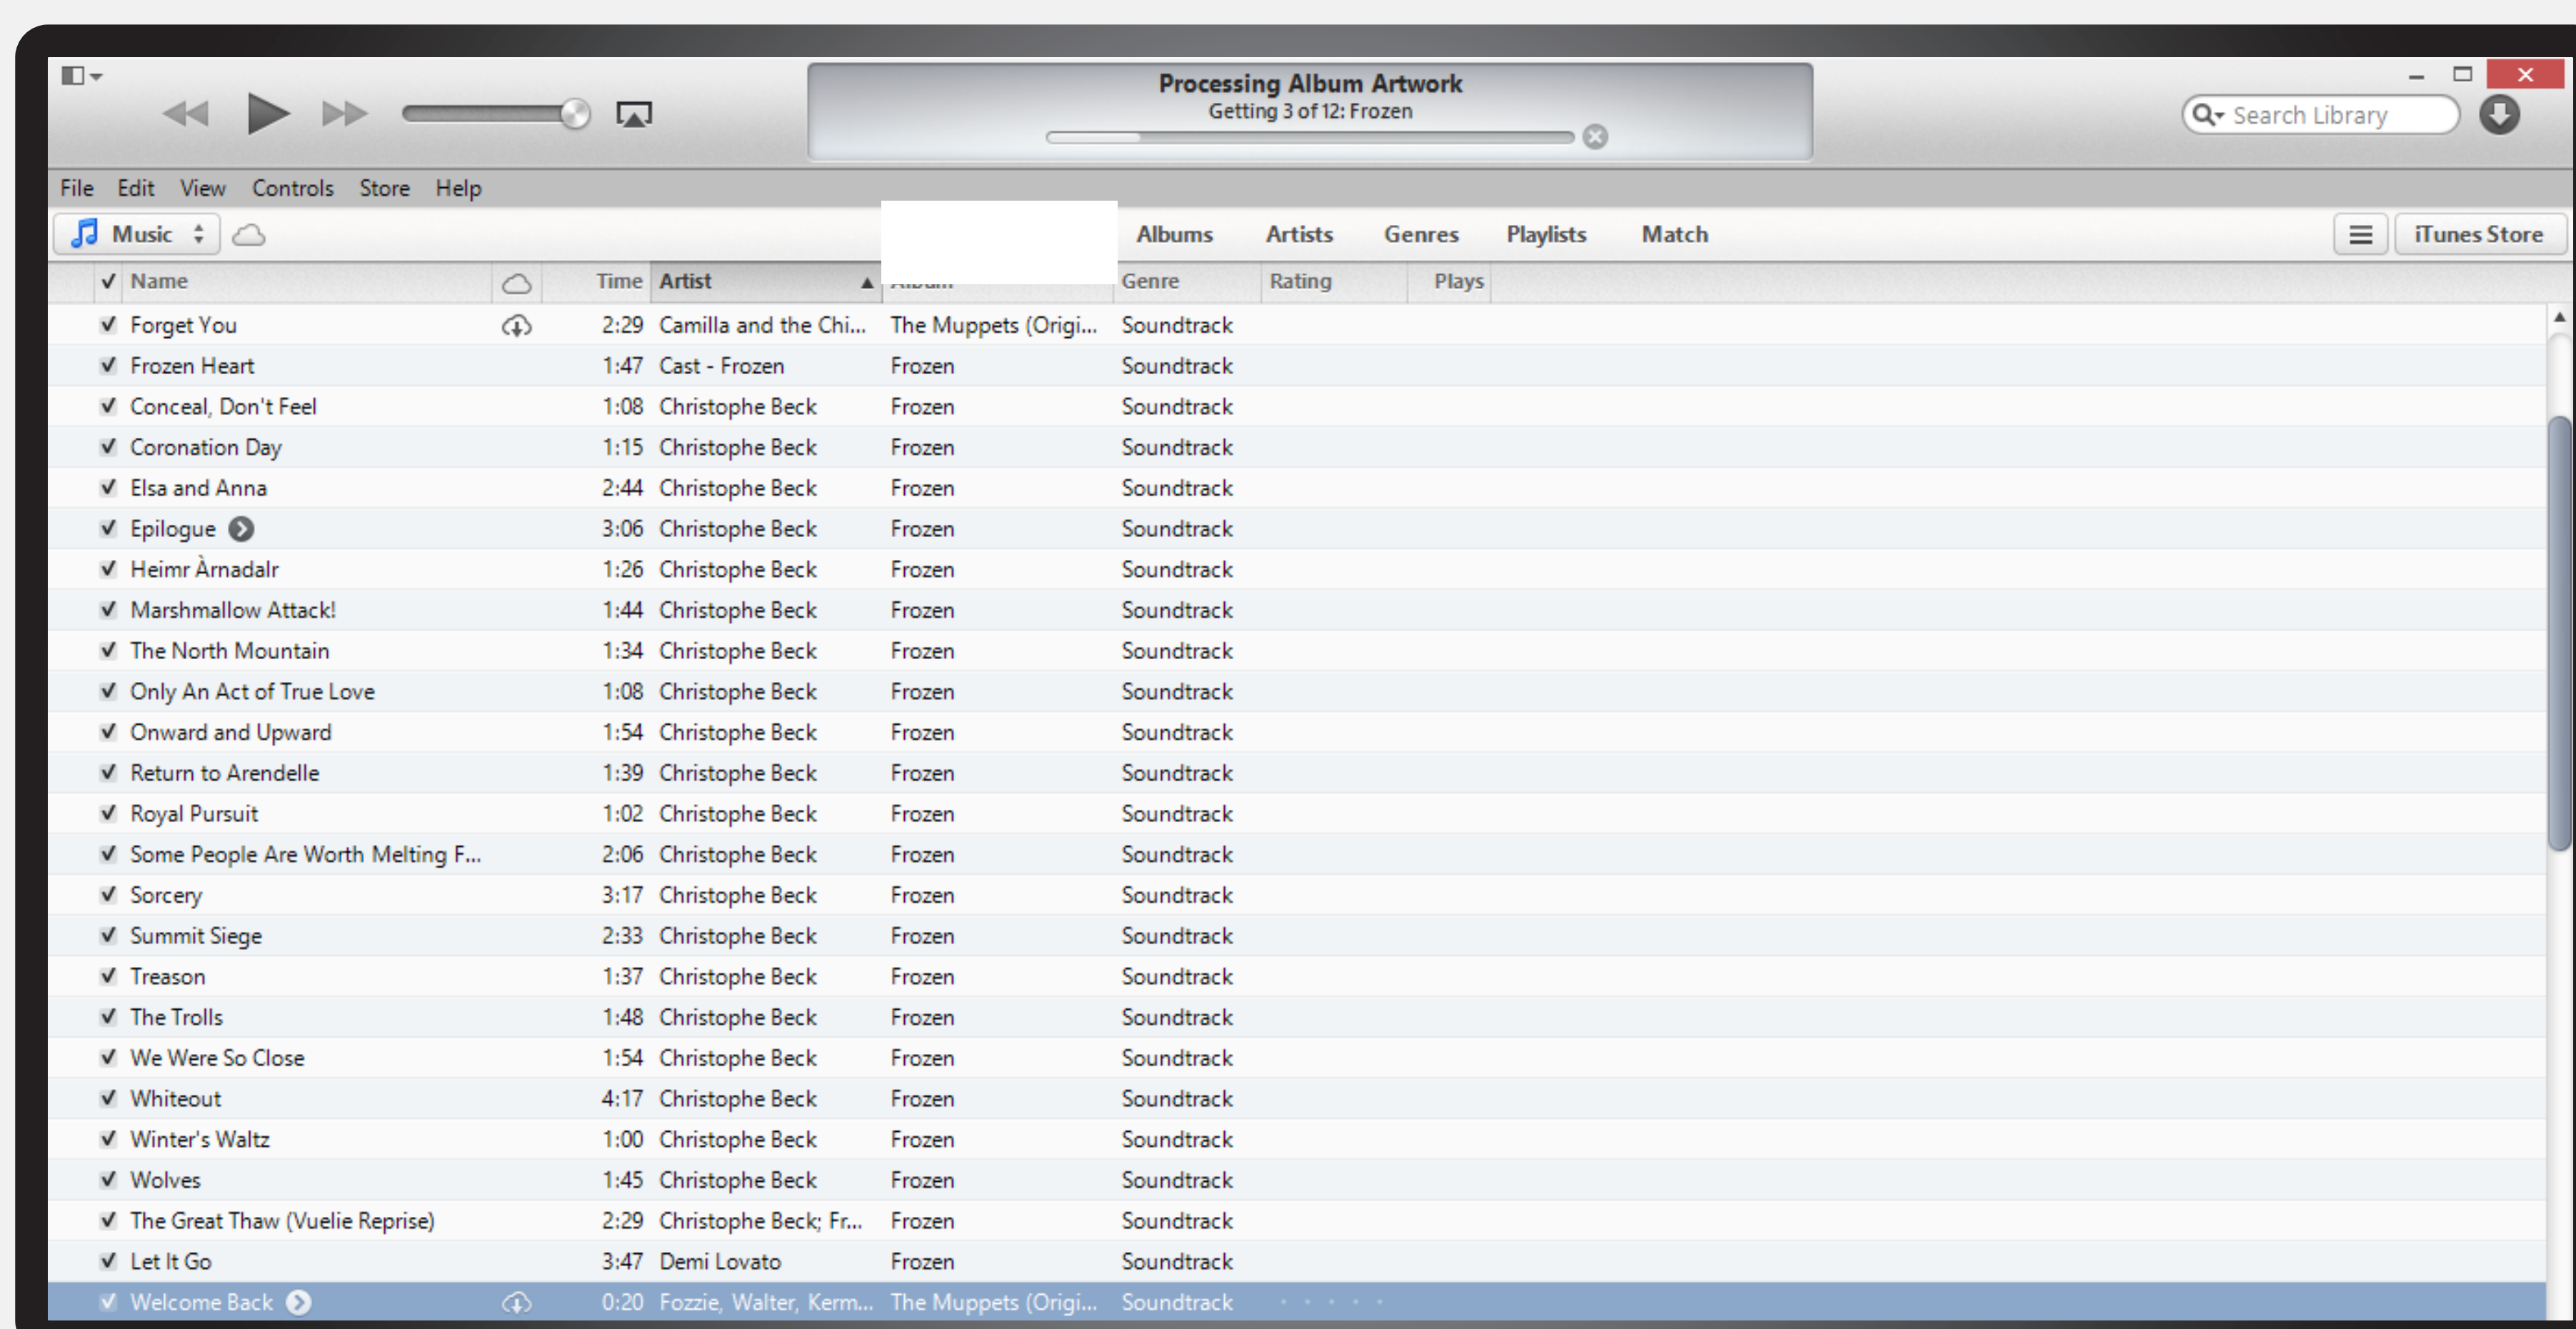 Processing Album Artwork
Getting 3 of 12: Frozen
Search Library
File Edit View Controls Store Help
Music Albums Artists Genres Playlists Match iTunes Store
Name Time Artist Genre Rating Plays
Forget You 2:29 Camilla and the Chi... The Muppets (Origi... Soundtrack
Frozen Heart 1:47 Cast - Frozen Frozen Soundtrack
Conceal, Don't Feel 1:08 Christophe Beck Frozen Soundtrack
Coronation Day 1:15 Christophe Beck Frozen Soundtrack
Elsa and Anna 2:44 Christophe Beck Frozen Soundtrack
Epilogue 3:06 Christophe Beck Frozen Soundtrack
Heimr Àrnadalr 1:26 Christophe Beck Frozen Soundtrack
Marshmallow Attack! 1:44 Christophe Beck Frozen Soundtrack
The North Mountain 1:34 Christophe Beck Frozen Soundtrack
Only An Act of True Love 1:08 Christophe Beck Frozen Soundtrack
Onward and Upward 1:54 Christophe Beck Frozen Soundtrack
Return to Arendelle 1:39 Christophe Beck Frozen Soundtrack
Royal Pursuit 1:02 Christophe Beck Frozen Soundtrack
Some People Are Worth Melting F... 2:06 Christophe Beck Frozen Soundtrack
Sorcery 3:17 Christophe Beck Frozen Soundtrack
Summit Siege 2:33 Christophe Beck Frozen Soundtrack
Treason 1:37 Christophe Beck Frozen Soundtrack
The Trolls 1:48 Christophe Beck Frozen Soundtrack
We Were So Close 1:54 Christophe Beck Frozen Soundtrack
Whiteout 4:17 Christophe Beck Frozen Soundtrack
Winter's Waltz 1:00 Christophe Beck Frozen Soundtrack
Wolves 1:45 Christophe Beck Frozen Soundtrack
The Great Thaw (Vuelie Reprise) 2:29 Christophe Beck; Fr... Frozen Soundtrack
Let It Go 3:47 Demi Lovato Frozen Soundtrack
Welcome Back 0:20 Fozzie, Walter, Kerm... The Muppets (Origi... Soundtrack